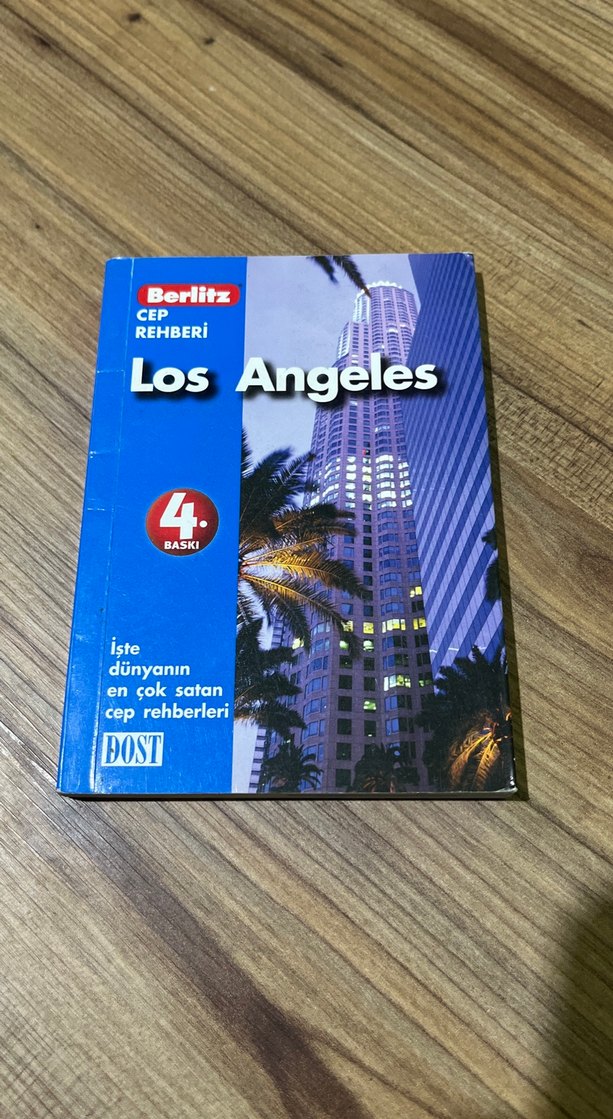 Berlitz
CEP
REHBERİ
Los Angeles
4.
BASKI
İşte
dünyanın
en çok satan
cep rehberleri
DOST